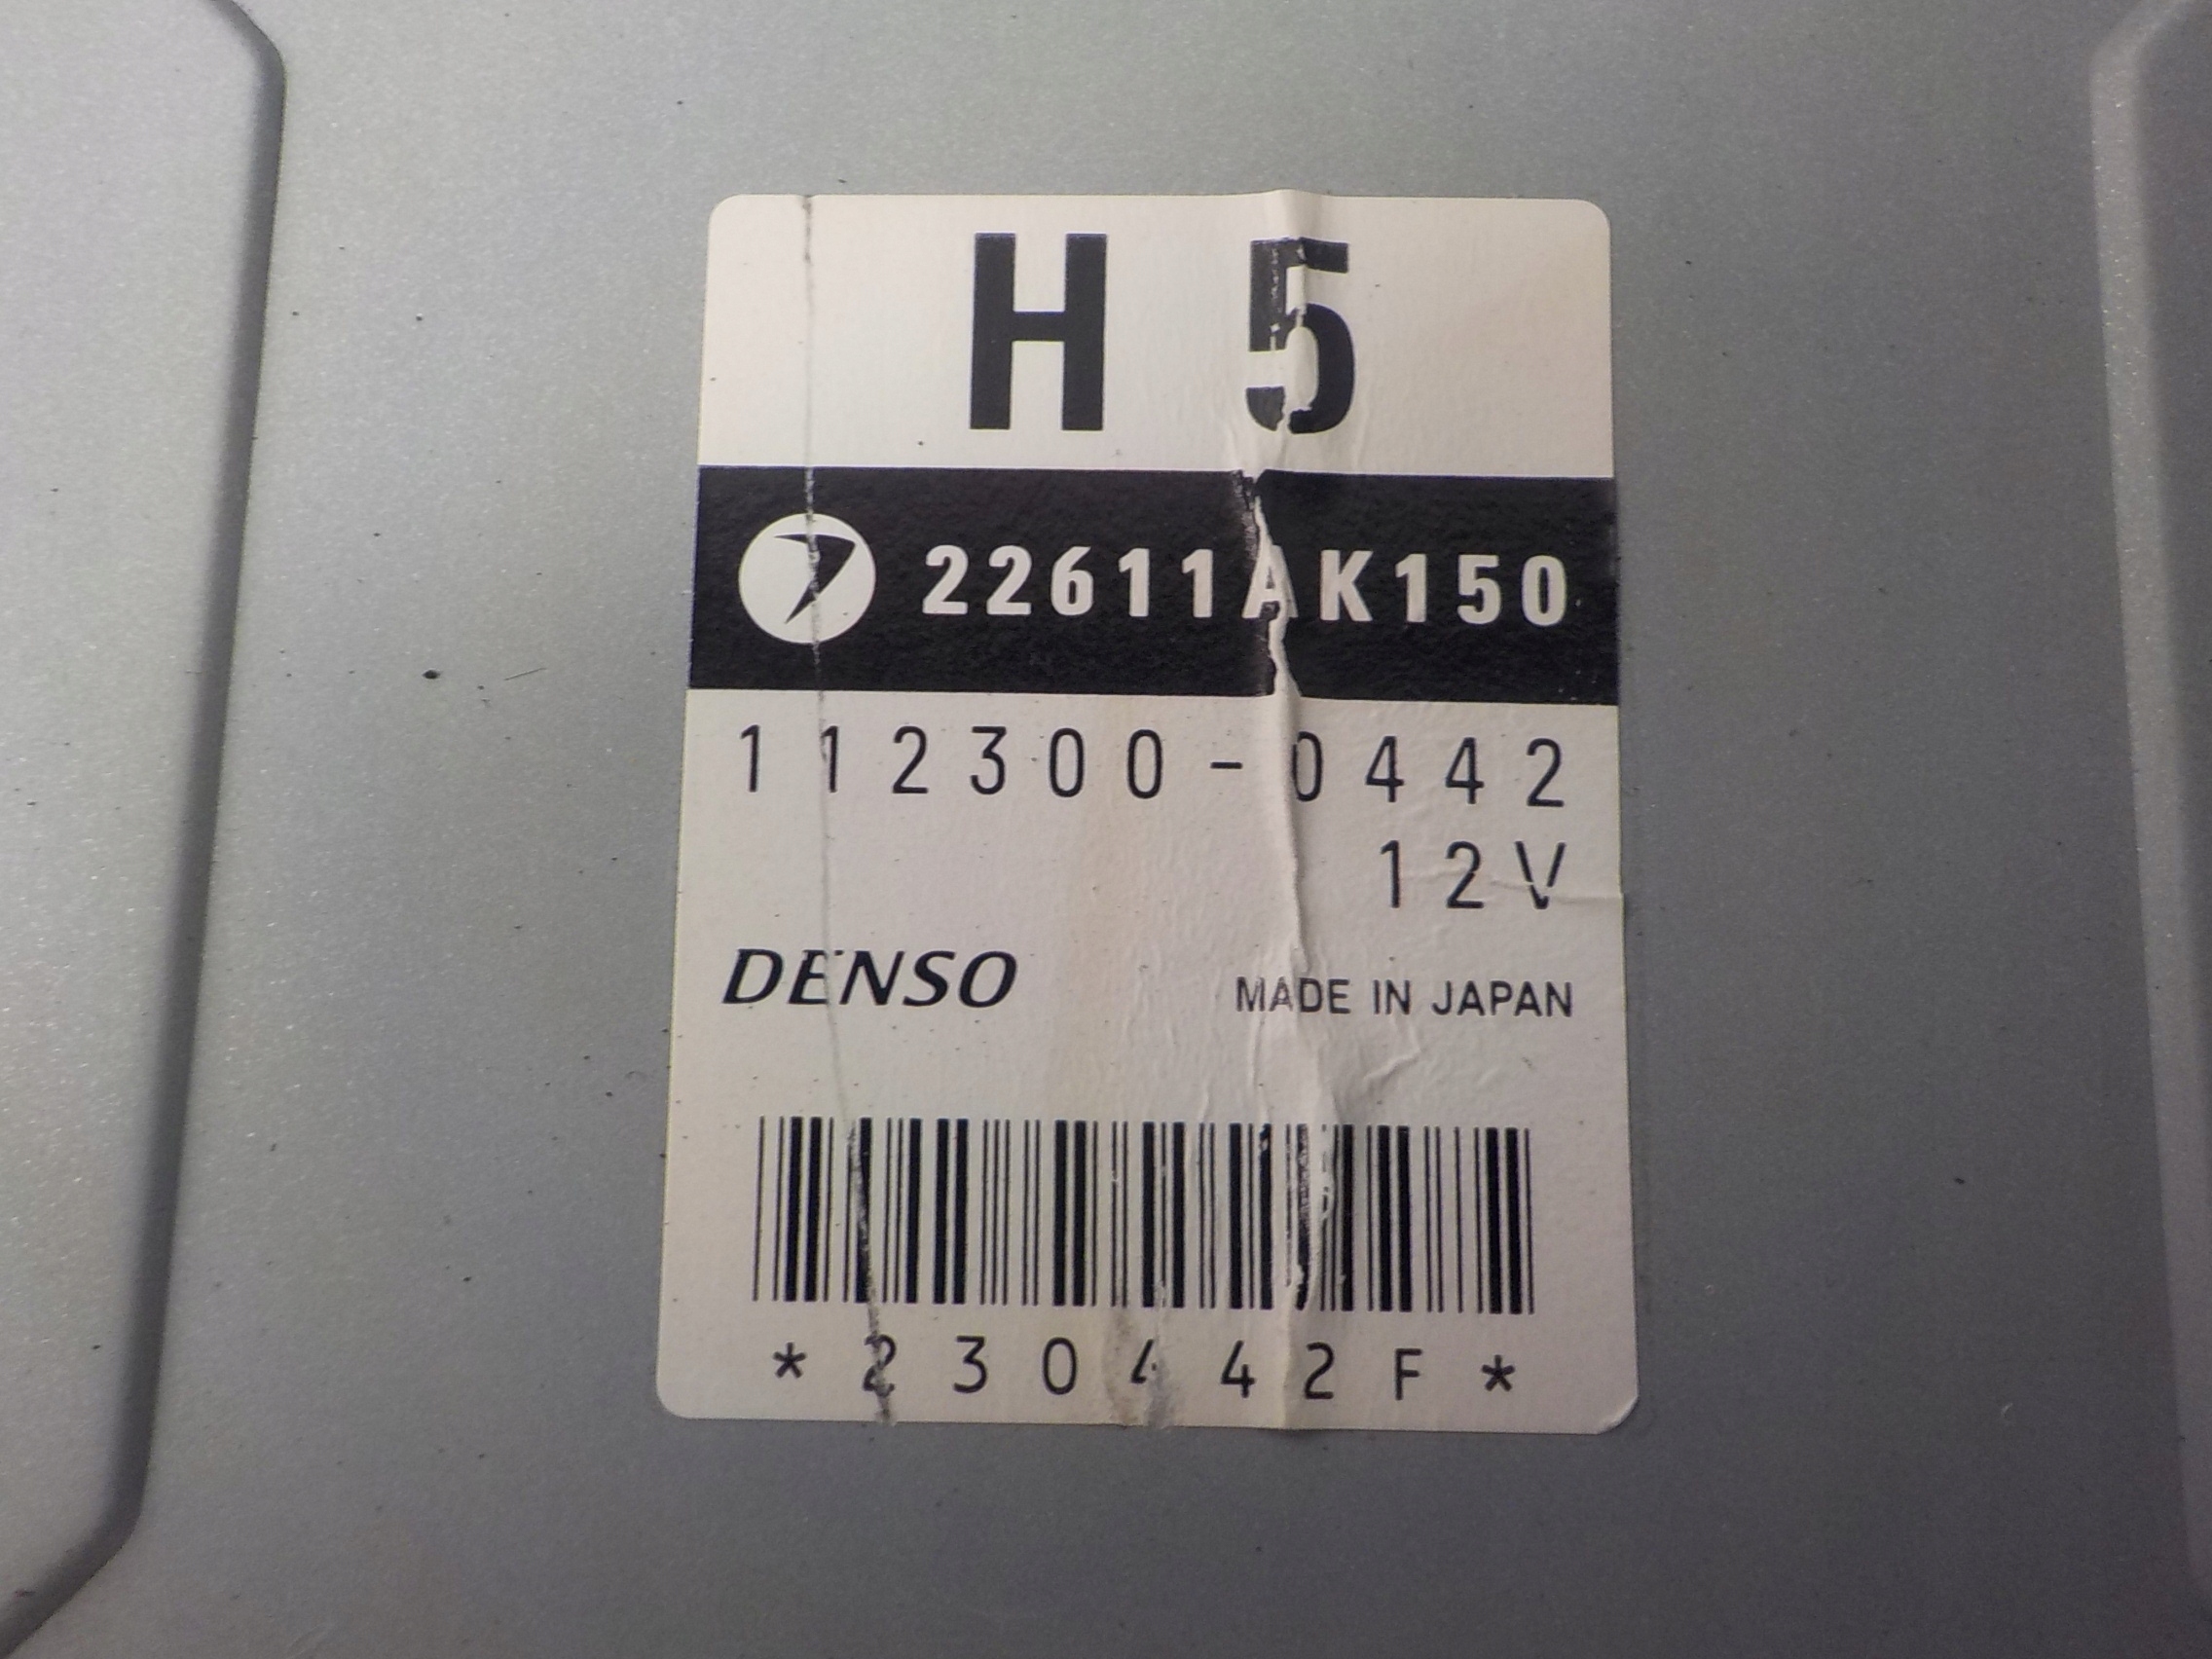 H 5
22611AK150
112300-0442
12V
DENSO
MADE IN JAPAN
*230442F*